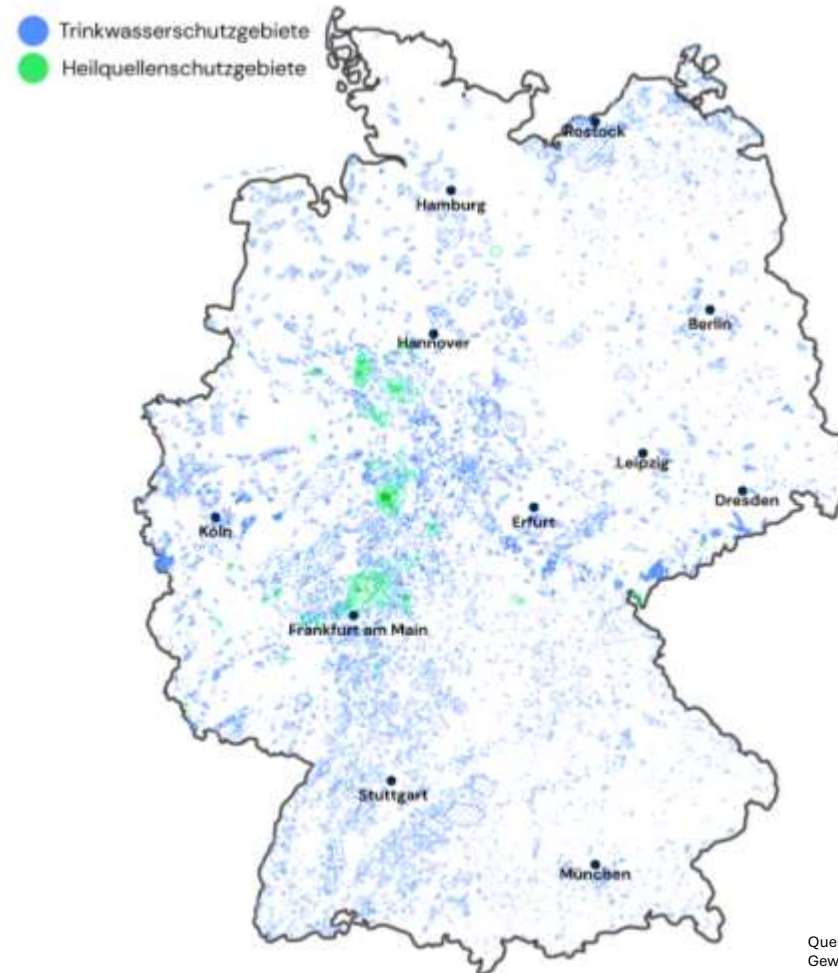 Trinkwasserschutzgebiete
Heilquellenschutzgebiete
Rostock
Hamburg
Berlin
Hannover
Leipzig
Dresden
Köln
Erfurt
Frankfurt am Main
Stuttgart
München
Que
Gew